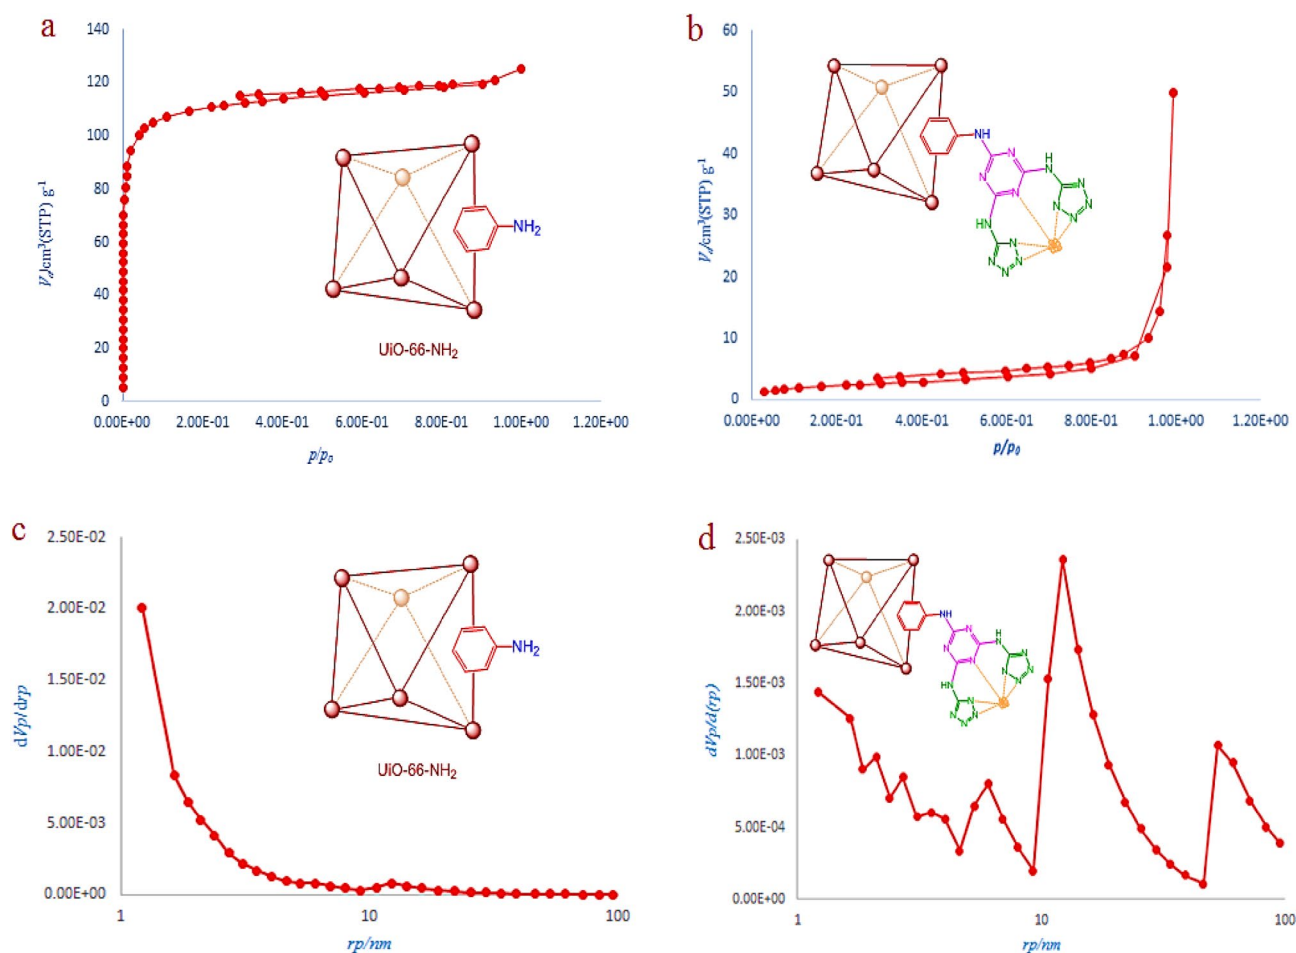 a
140
120
100
80
60
40
20
0
Vₐ/cm³(STP) g⁻¹
0.00E+00 2.00E-01 4.00E-01 6.00E-01 8.00E-01 1.00E+00 1.20E+00
p/p₀
NH₂
UiO-66-NH₂
b
60
50
40
30
20
10
0
Vₐ/cm³(STP) g⁻¹
0.00E+00 2.00E-01 4.00E-01 6.00E-01 8.00E-01 1.00E+00 1.20E+00
p/p₀
NH
N
N
N
H
N
N
N
N
N
HN
N
N
N
N
c
2.50E-02
2.00E-02
1.50E-02
1.00E-02
5.00E-03
0.00E+00
dVp/drp
1 10 100
rp/nm
NH₂
UiO-66-NH₂
d
2.50E-03
2.00E-03
1.50E-03
1.00E-03
5.00E-04
0.00E+00
dVp/d(rp)
1 10 100
rp/nm
NH
N
N
N
H
N
N
N
N
N
HN
N
N
N
N